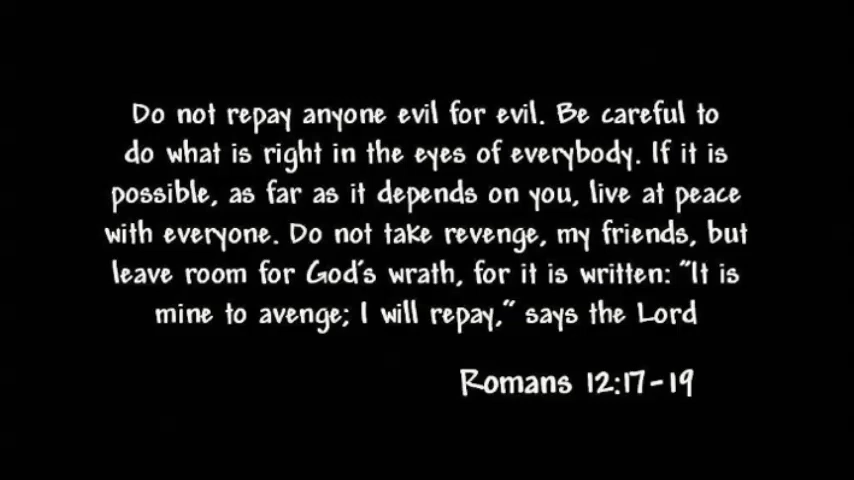 Do not repay anyone evil for evil. Be careful to
do what is right in the eyes of everybody. If it is
possible, as far as it depends on you, live at peace
with everyone. Do not take revenge, my friends, but
leave room for God's wrath, for it is written: "It is
mine to avenge; I will repay," says the Lord
Romans 12:17-19